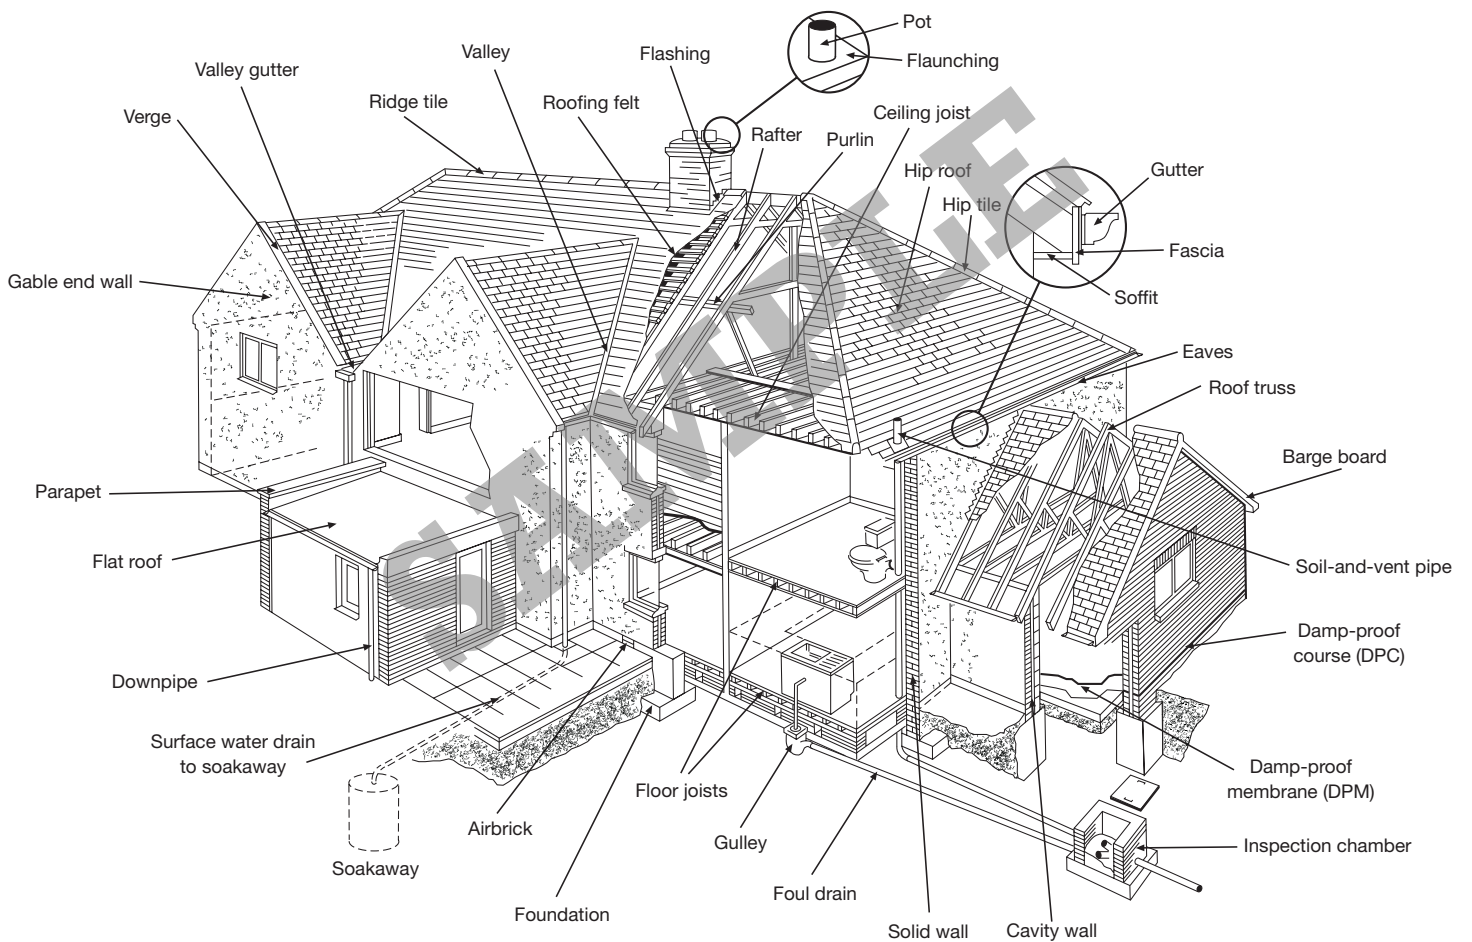 Pot
Flaunching
Valley
Flashing
Valley gutter
Ridge tile
Roofing felt
Ceiling joist
Verge
Rafter
Purlin
Hip roof
Gutter
Hip tile
Fascia
Gable end wall
Soffit
Eaves
Roof truss
Barge board
Parapet
Flat roof
Soil-and-vent pipe
Damp-proof
course (DPC)
Downpipe
Surface water drain
to soakaway
Damp-proof
membrane (DPM)
Floor joists
Airbrick
Gulley
Inspection chamber
Soakaway
Foul drain
Foundation
Solid wall
Cavity wall
SAMPLE